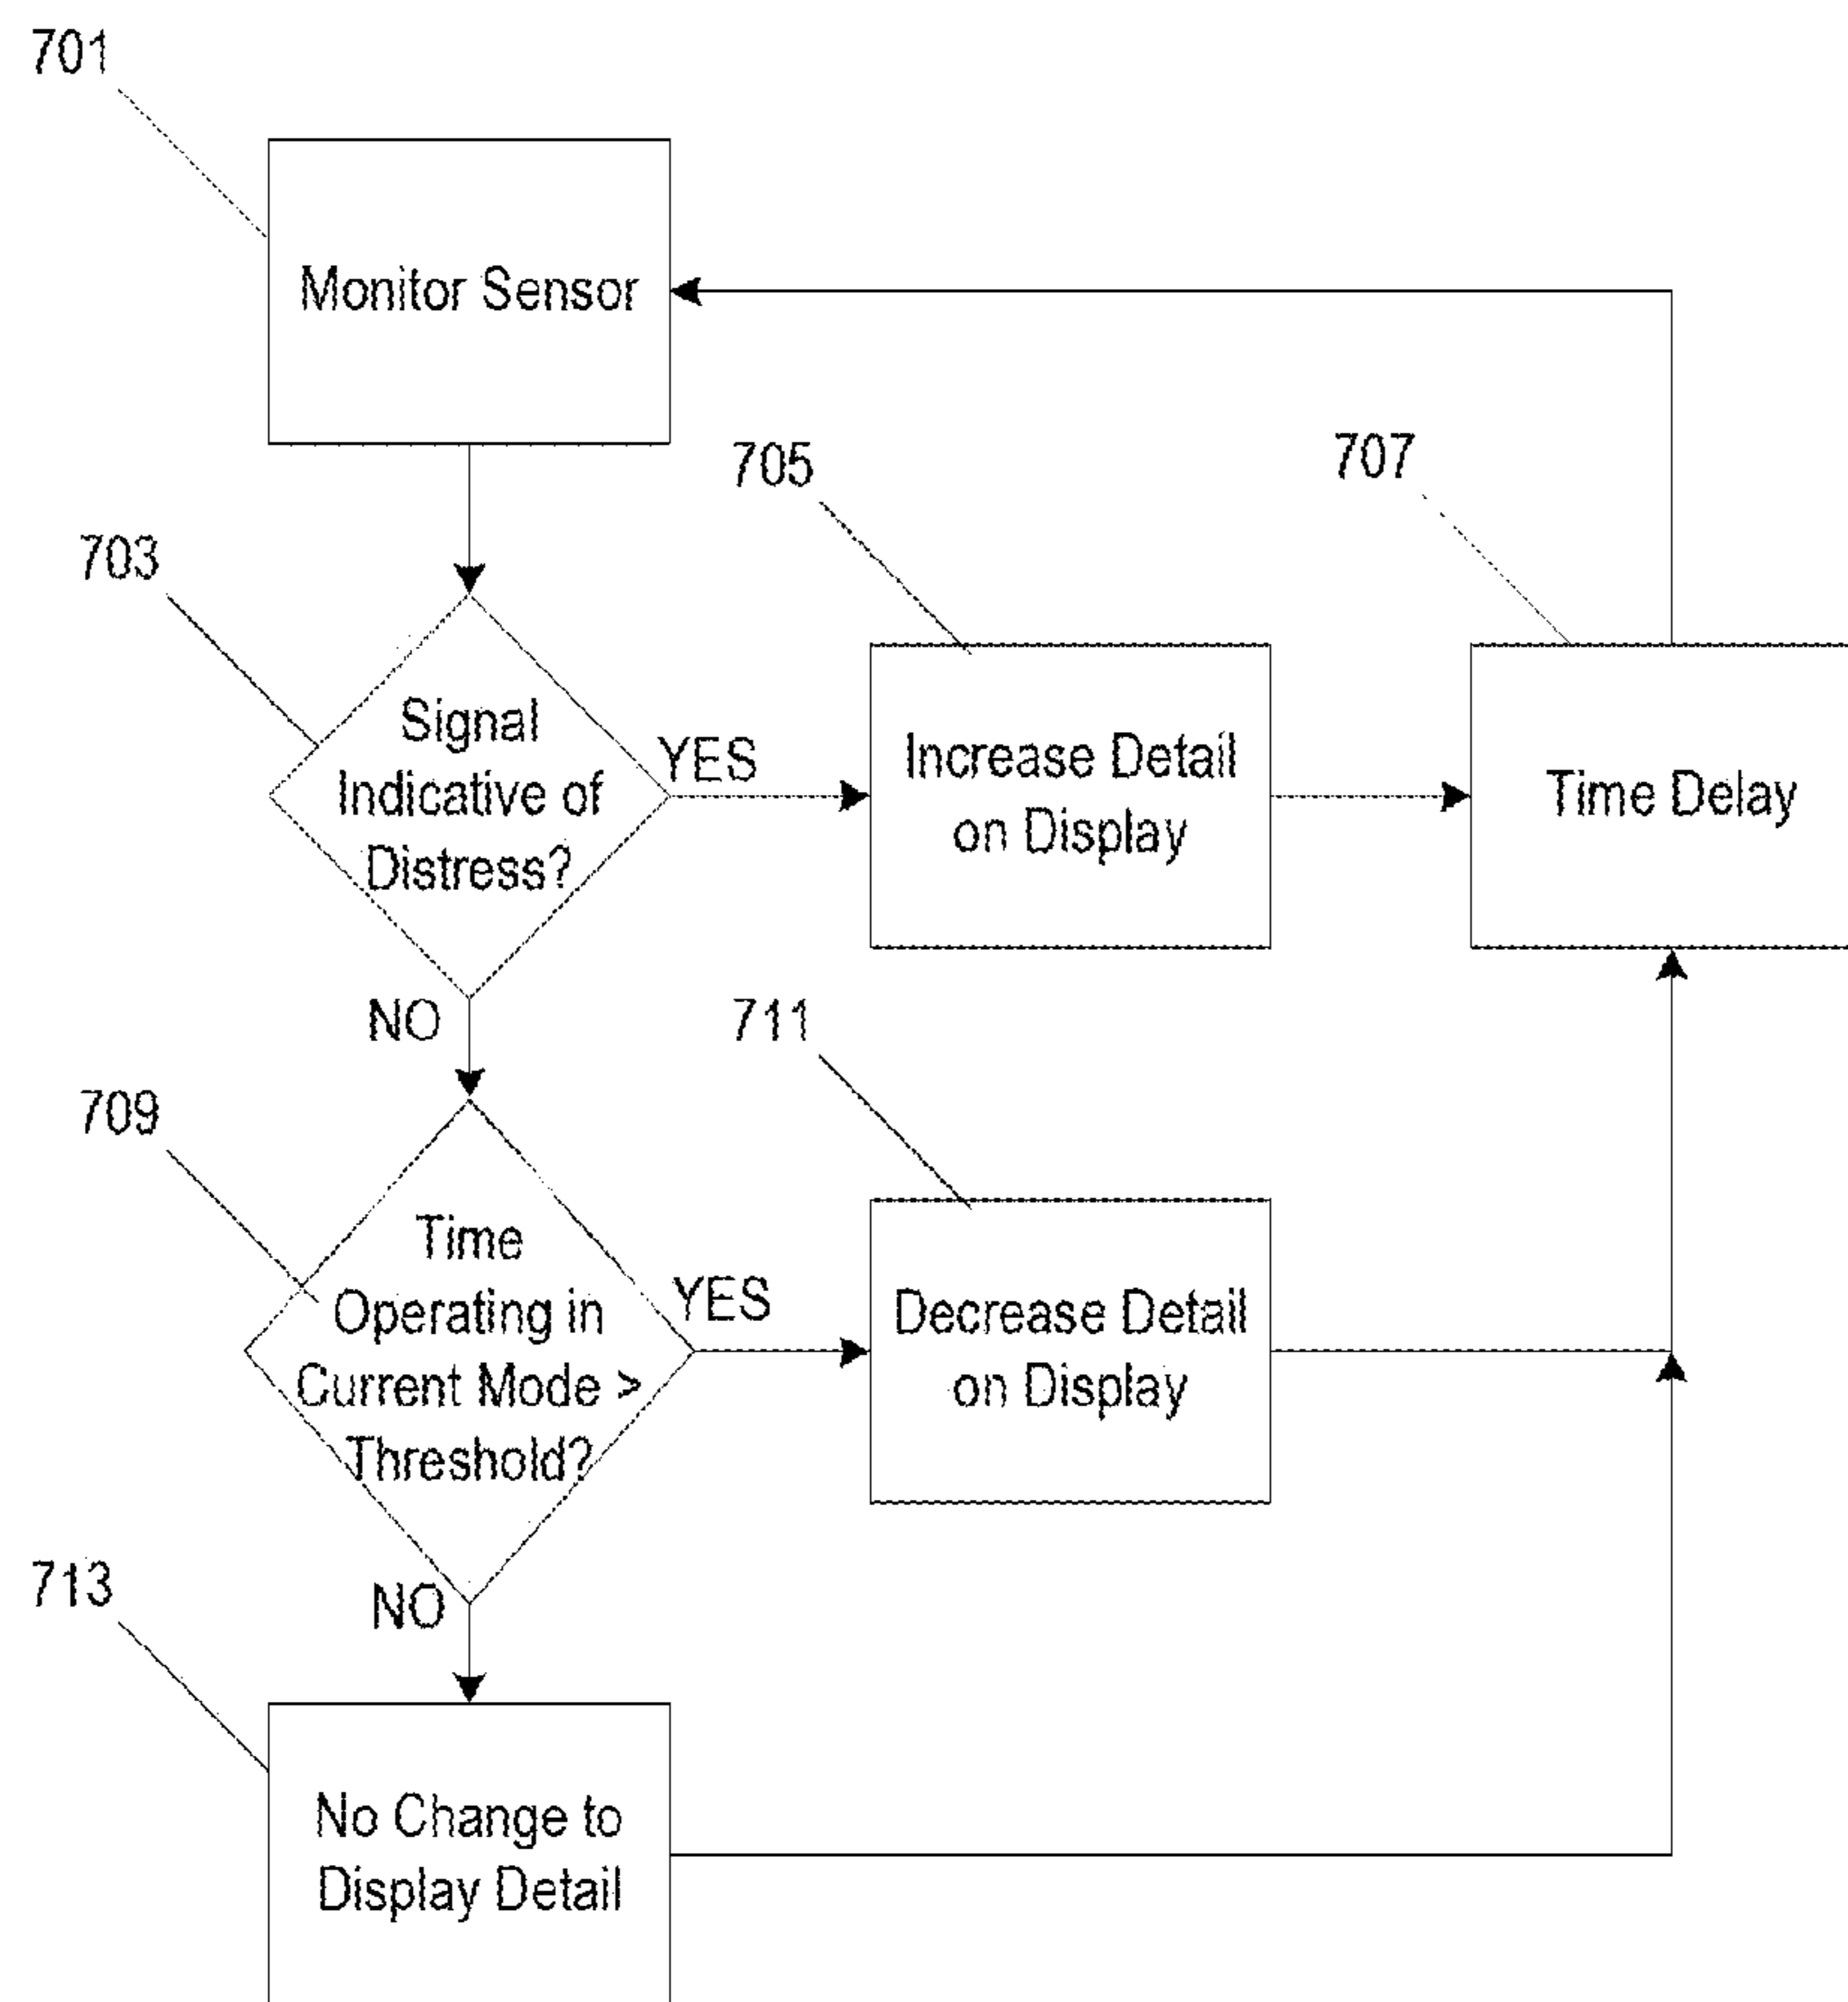 701
Monitor Sensor
703
Signal
Indicative of
Distress?
YES
705
Increase Detail
on Display
707
Time Delay
NO
709
Time
Operating in
Current Mode >
Threshold?
YES
711
Decrease Detail
on Display
NO
713
No Change to
Display Detail